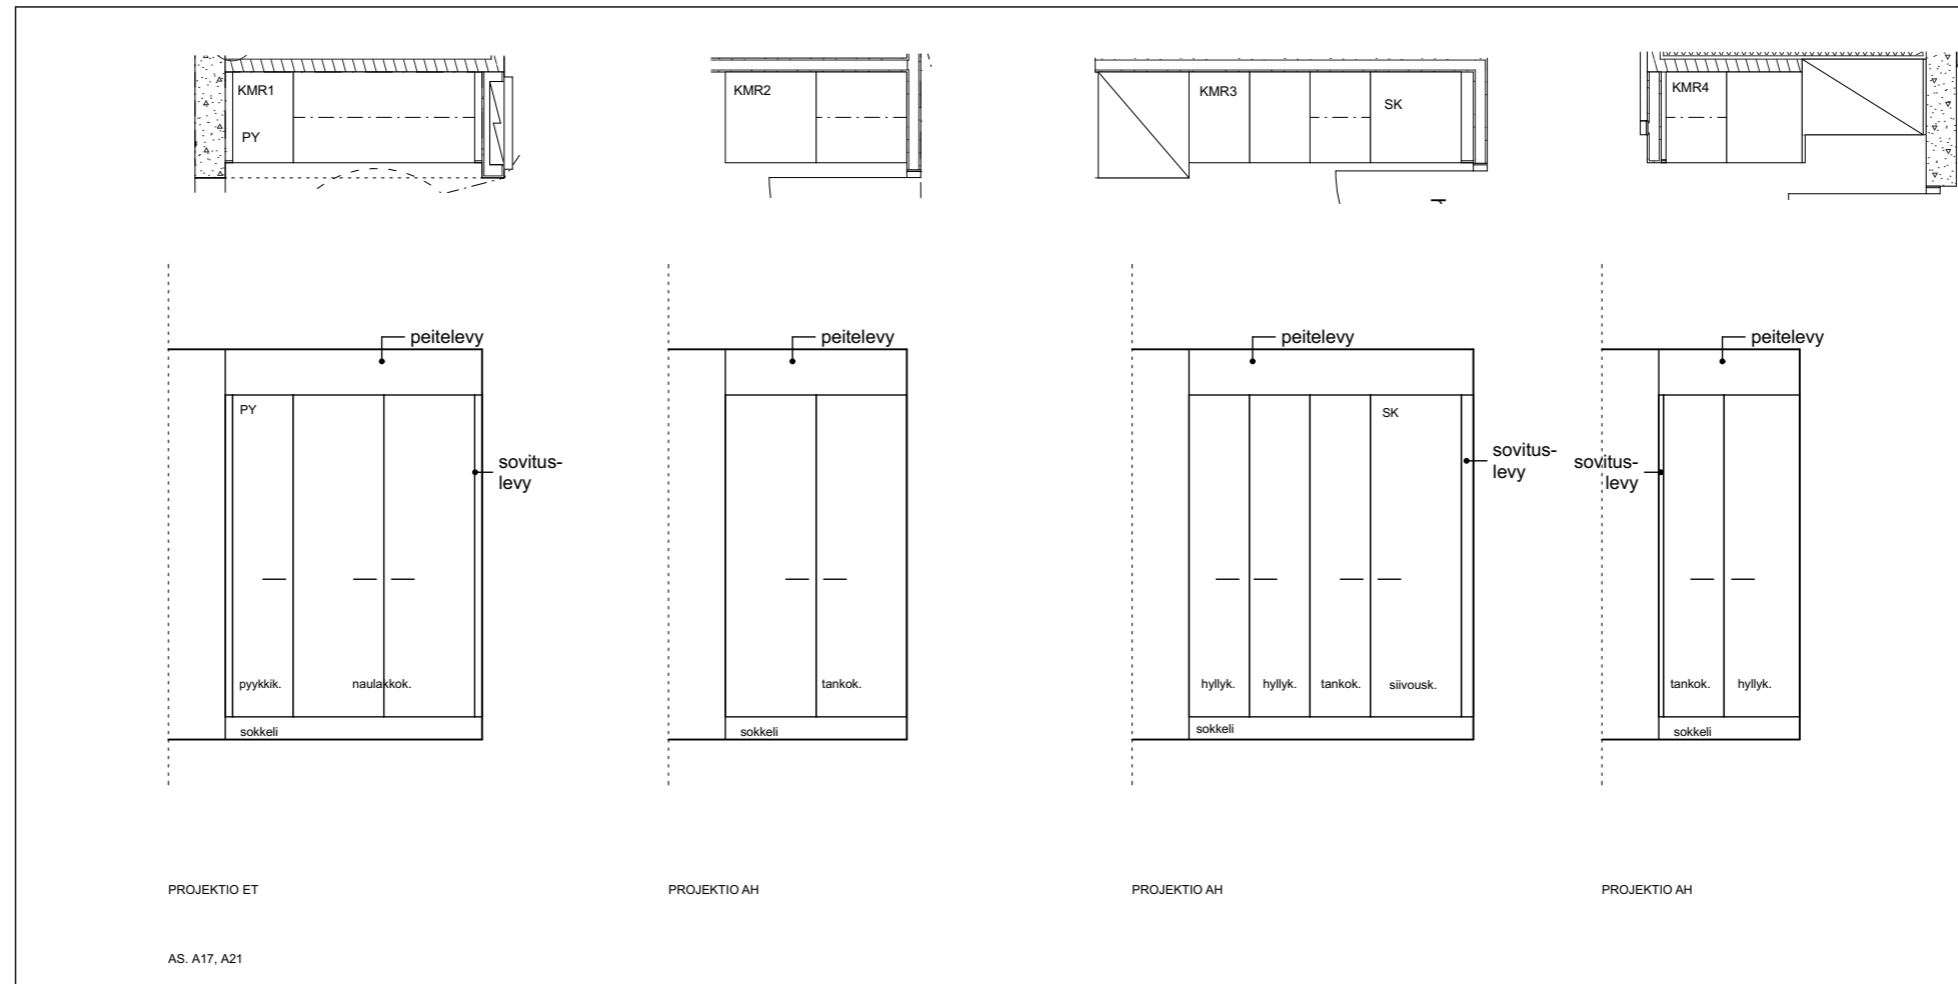 KMR1
PY
KMR2
KMR3
SK
KMR4
peitelevy
peitelevy
peitelevy
peitelevy
PY
SK
sovitus-
levy
sovitus-
levy
sovitus-
levy
pyykkik.
naulakkok.
tankok.
hyllyk.
hyllyk.
tankok.
siivousk.
tankok.
hyllyk.
sokkeli
sokkeli
sokkeli
sokkeli
PROJEKTIO ET
PROJEKTIO AH
PROJEKTIO AH
PROJEKTIO AH
AS. A17, A21